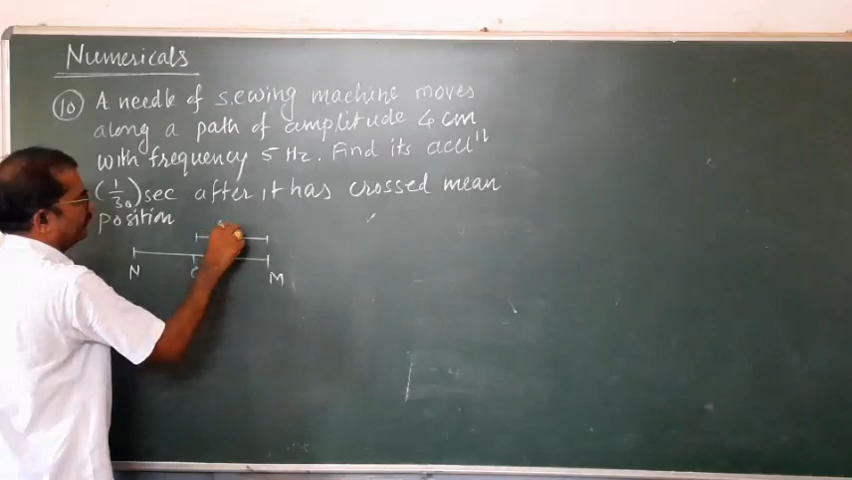 Numericals
(10) A needle of sewing machine moves
along a path of amplitude 4 cm
with frequency 5 Hz. Find its accl^n
(1/30) sec after it has crossed mean
position
N M